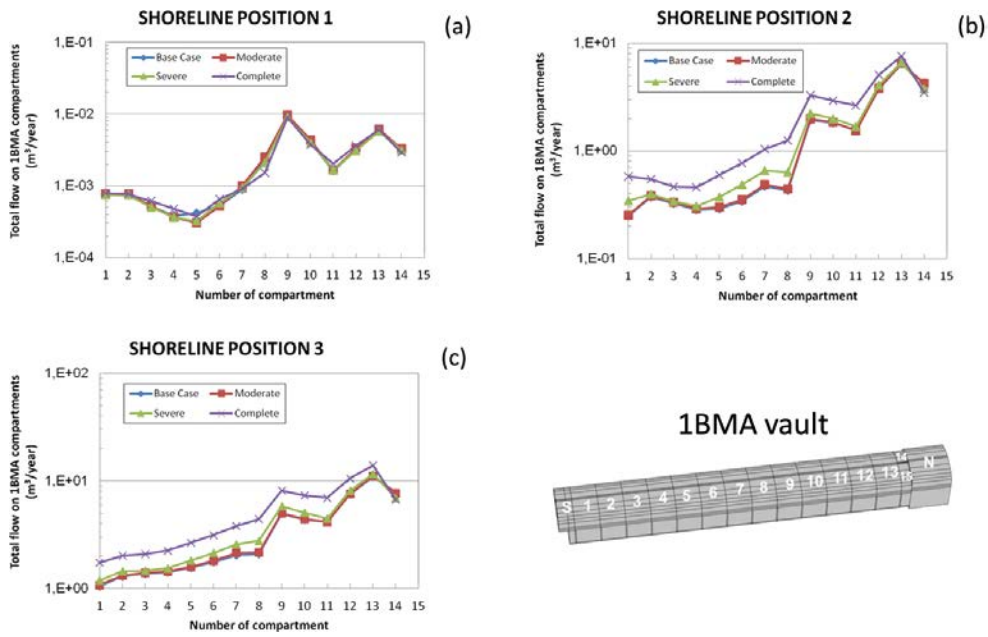 SHORELINE POSITION 1
(a)
1,E-01
1,E-02
1,E-03
1,E-04
Total flow on 1BMA compartments
(m³/year)
Base Case
Moderate
Severe
Complete
1 2 3 4 5 6 7 8 9 10 11 12 13 14 15
Number of compartment
SHORELINE POSITION 2
(b)
1,E+01
1,E+00
1,E-01
Total flow on 1BMA compartments
(m³/year)
Base Case
Moderate
Severe
Complete
1 2 3 4 5 6 7 8 9 10 11 12 13 14 15
Number of compartment
SHORELINE POSITION 3
(c)
1,E+02
1,E+01
1,E+00
Total flow on 1BMA compartments
(m³/year)
Base Case
Moderate
Severe
Complete
1 2 3 4 5 6 7 8 9 10 11 12 13 14 15
Number of compartment
1BMA vault
S 1 2 3 4 5 6 7 8 9 10 11 12 13 14 15 N